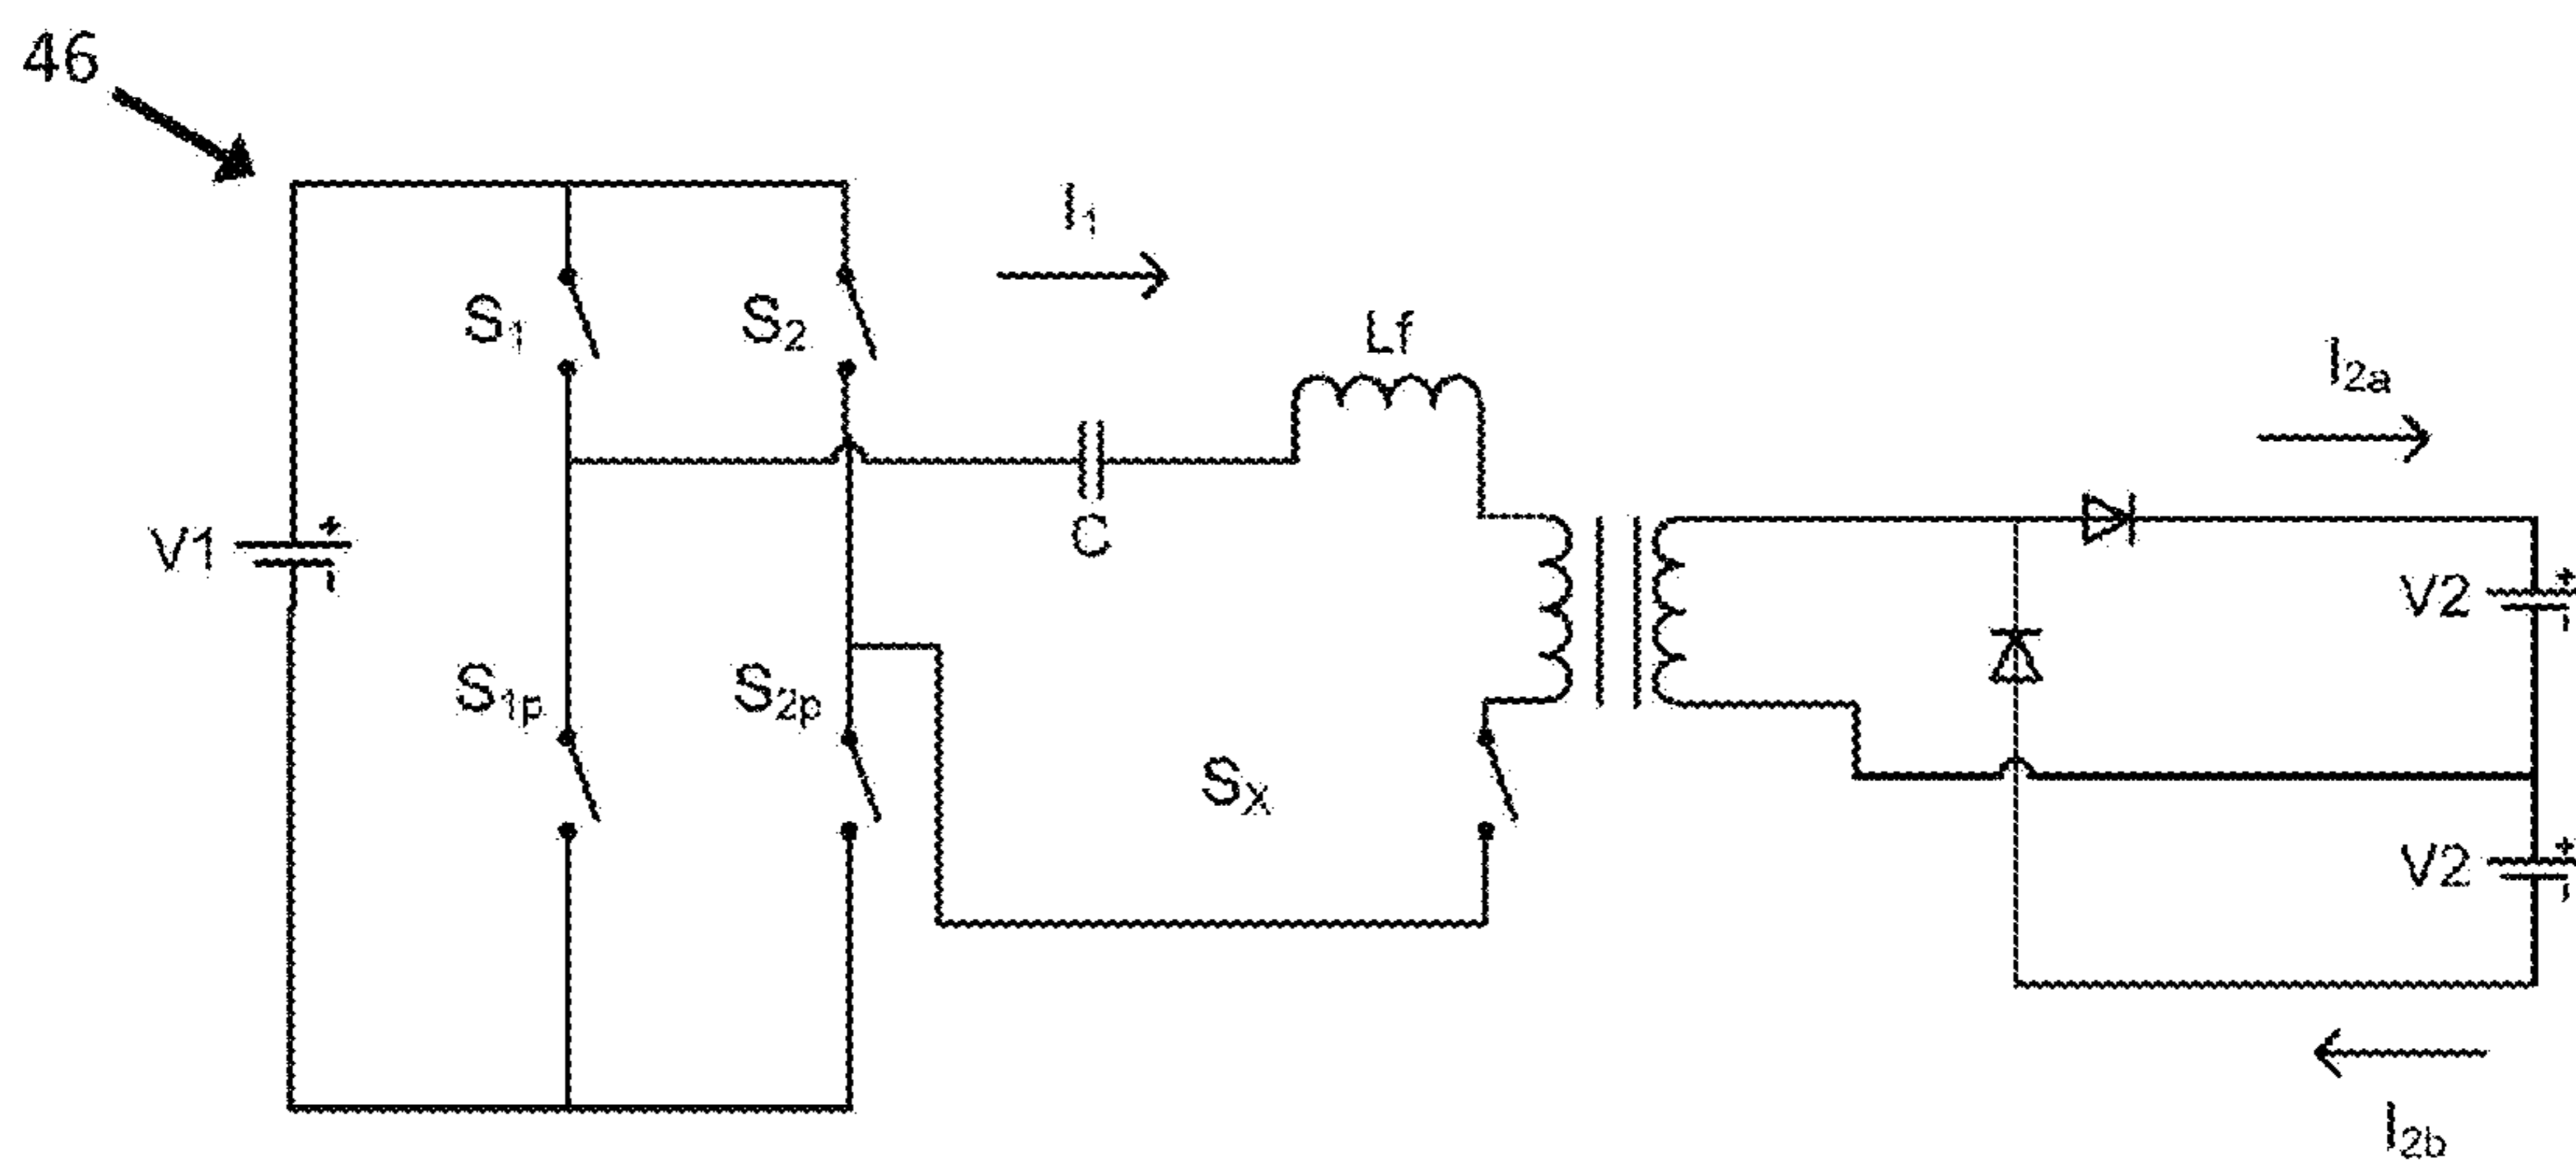 46
I₁
S₁
S₂
Lf
I₂ₐ
V1
+
-
C
V2
+
-
S₁ₚ
S₂ₚ
Sₓ
V2
+
-
I₂b